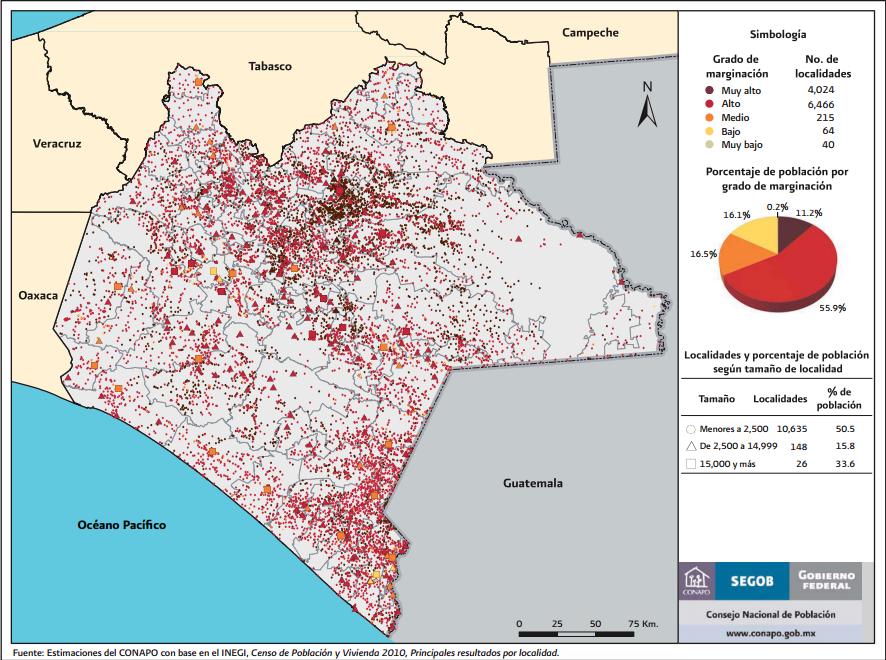 Campeche
Tabasco
Veracruz
N
Oaxaca
Guatemala
Océano Pacífico
0 25 50 75 Km.
Simbología
Grado de marginación No. de localidades
Muy alto 4,024
Alto 6,466
Medio 215
Bajo 64
Muy bajo 40
Porcentaje de población por
grado de marginación
0.2%
16.1% 11.2%
16.5%
55.9%
Localidades y porcentaje de población
según tamaño de localidad
Tamaño Localidades % de población
Menores a 2,500 10,635 50.5
De 2,500 a 14,999 148 15.8
15,000 y más 26 33.6
CONAPO
SEGOB
GOBIERNO
FEDERAL
Consejo Nacional de Población
www.conapo.gob.mx
Fuente: Estimaciones del CONAPO con base en el INEGI, Censo de Población y Vivienda 2010, Principales resultados por localidad.